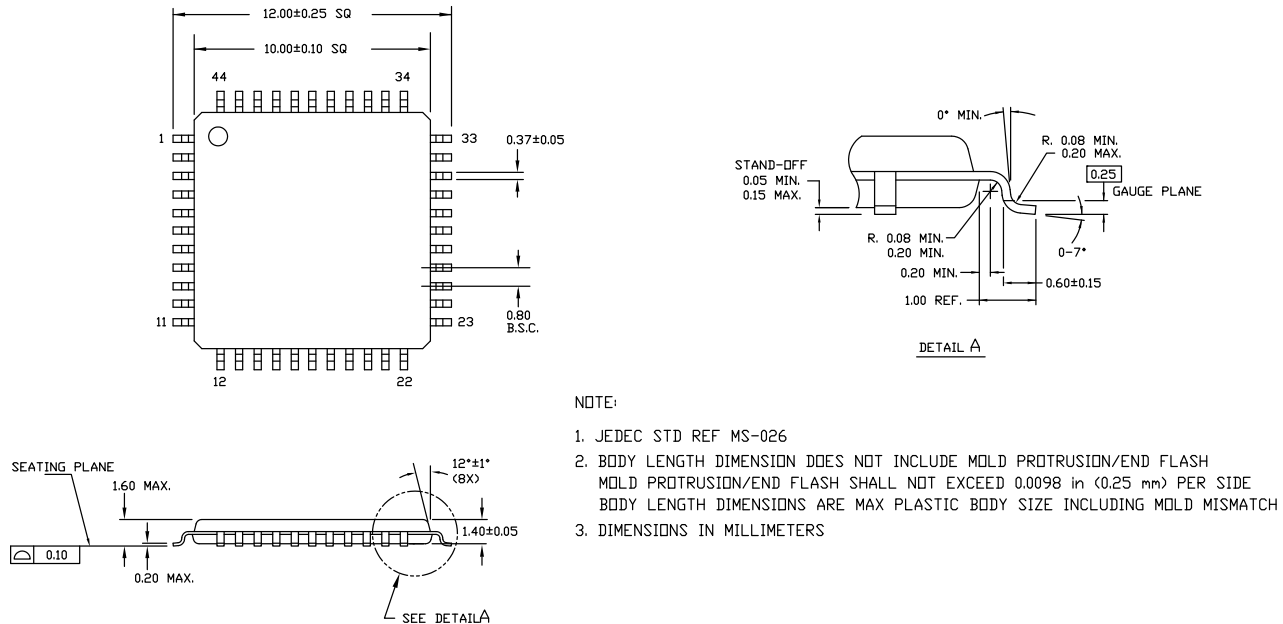 12.00±0.25 SQ
10.00±0.10 SQ
44
34
1
33
0.37±0.05
0.80
B.S.C.
11
23
12
22
0° MIN.
R. 0.08 MIN.
0.20 MAX.
STAND-OFF
0.05 MIN.
0.15 MAX.
0.25
GAUGE PLANE
R. 0.08 MIN.
0.20 MIN.
0-7°
0.20 MIN.
0.60±0.15
1.00 REF.
DETAIL A
NOTE:
1. JEDEC STD REF MS-026
2. BODY LENGTH DIMENSION DOES NOT INCLUDE MOLD PROTRUSION/END FLASH
MOLD PROTRUSION/END FLASH SHALL NOT EXCEED 0.0098 in (0.25 mm) PER SIDE
BODY LENGTH DIMENSIONS ARE MAX PLASTIC BODY SIZE INCLUDING MOLD MISMATCH
3. DIMENSIONS IN MILLIMETERS
SEATING PLANE
1.60 MAX.
12°±1°
(8X)
1.40±0.05
0.10
0.20 MAX.
SEE DETAILA